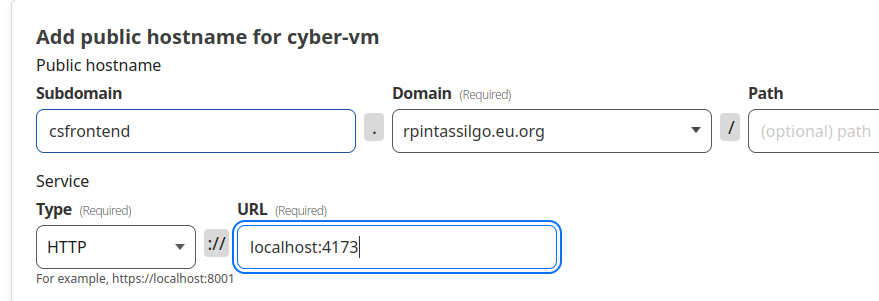 Add public hostname for cyber-vm
Public hostname
Subdomain Domain (Required) Path
csfrontend . rpintassilgo.eu.org / (optional) path
Service
Type (Required) URL (Required)
HTTP :// localhost:4173
For example, https://localhost:8001